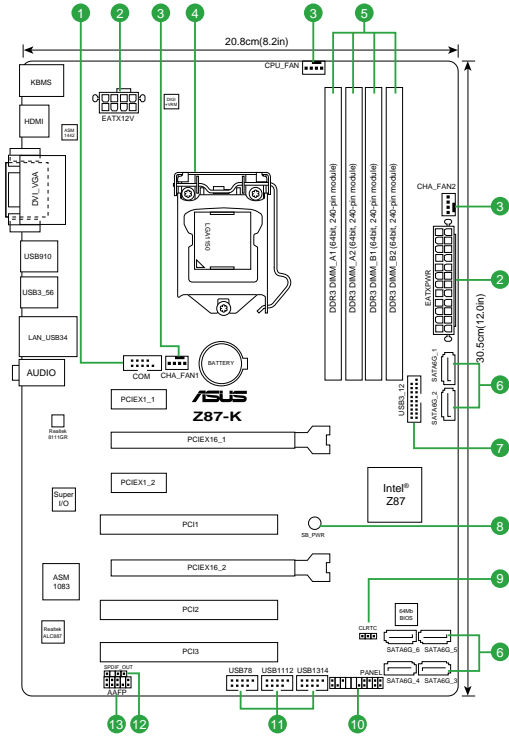 1
2
3
4
3
5
20.8cm(8.2in)
CPU_FAN
KBMS
EATX12V
DIGI
+VRM
HDMI
ASM
1442
DVI_VGA
LGA1150
DDR3 DIMM_A1 (64bit, 240-pin module)
DDR3 DIMM_A2 (64bit, 240-pin module)
DDR3 DIMM_B1 (64bit, 240-pin module)
DDR3 DIMM_B2 (64bit, 240-pin module)
CHA_FAN2
3
EATXPWR
2
30.5cm(12.0in)
USB910
USB3_56
LAN_USB34
AUDIO
COM
CHA_FAN1
BATTERY
SATA6G_1
SATA6G_2
6
USB3_12
7
ASUS
Z87-K
PCIEX1_1
Realtek
8111GR
PCIEX16_1
PCIEX1_2
Super
I/O
Intel®
Z87
PCI1
SB_PWR
8
PCIEX16_2
ASM
1083
9
CLRTC
64Mb
BIOS
PCI2
Realtek
ALC887
SATA6G_6
SATA6G_5
6
PCI3
SPDIF_OUT
AAFP
USB78
USB1112
USB1314
PANEL
SATA6G_4
SATA6G_3
13
12
11
10